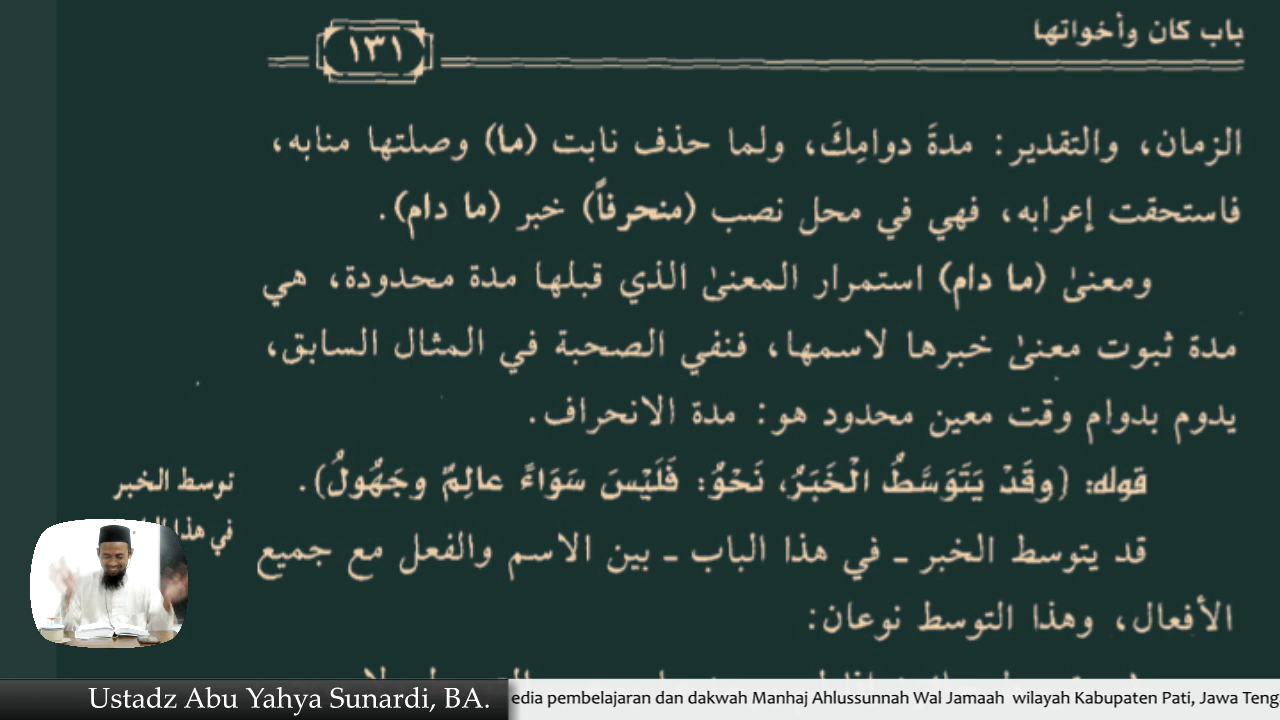 باب كان وأخواتها
١٣١
الزمان، والتقدير: مدةَ دوامِكَ، ولما حذف نابت (ما) وصلتها منابه،
فاستحقت إعرابه، فهي في محل نصب (منحرفاً) خبر (ما دام).
ومعنىٰ (ما دام) استمرار المعنىٰ الذي قبلها مدة محدودة، هي
مدة ثبوت معنىٰ خبرها لاسمها، فنفي الصحبة في المثال السابق،
يدوم بدوام وقت معين محدود هو: مدة الانحراف.
قوله: (وقَدْ يَتَوَسَّطُ الْخَبَرُ، نَحْوُ: فَلَيْسَ سَوَاءً عالِمٌ وجَهُولُ).
توسط الخبر
في هذا
قد يتوسط الخبر ـ في هذا الباب ـ بين الاسم والفعل مع جميع
الأفعال، وهذا التوسط نوعان:
Ustadz Abu Yahya Sunardi, BA.
edia pembelajaran dan dakwah Manhaj Ahlussunnah Wal Jamaah wilayah Kabupaten Pati, Jawa Teng